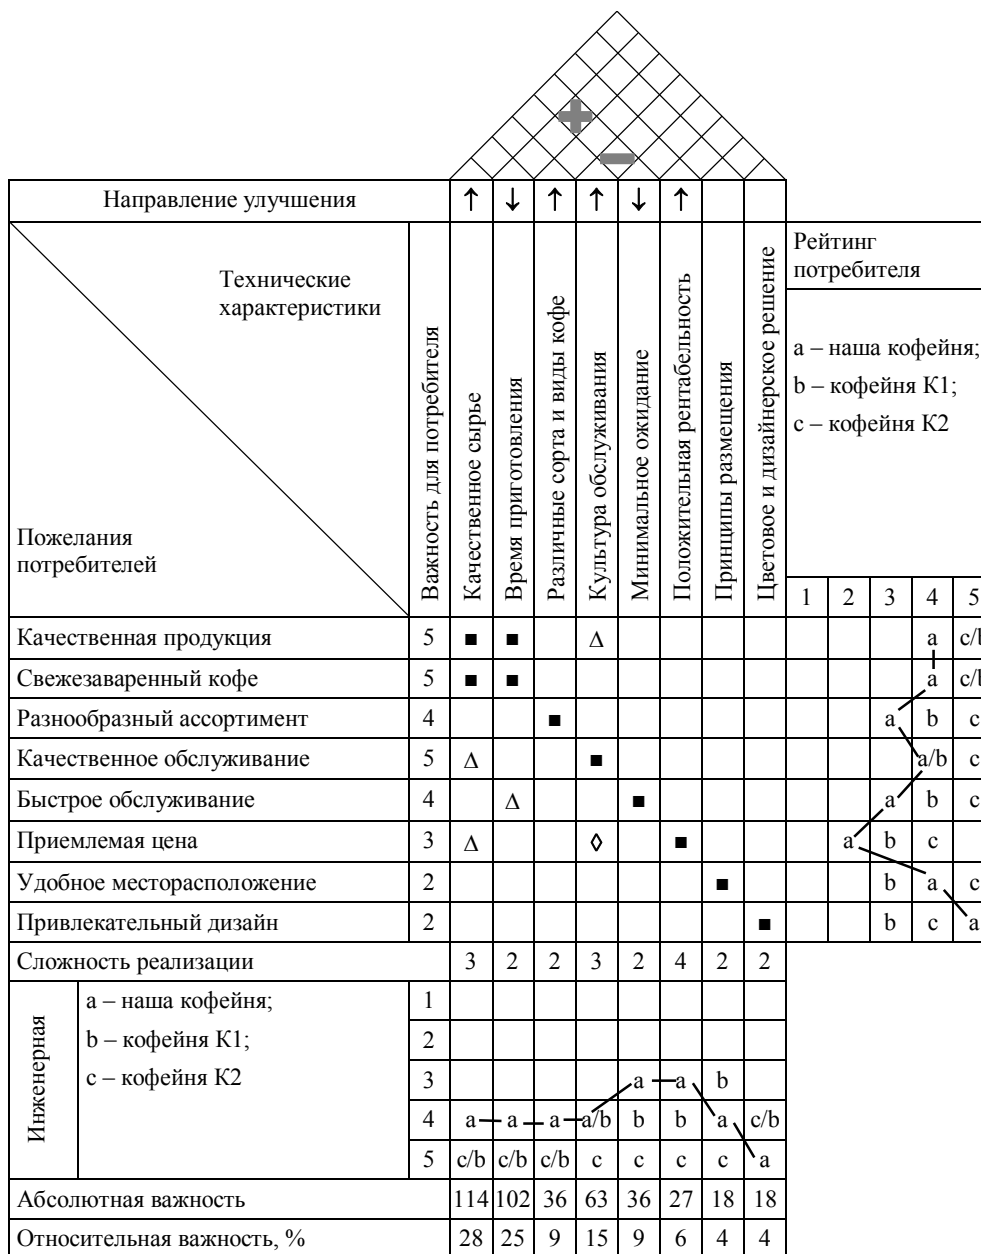 Направление улучшения ↑ ↓ ↑ ↑ ↓ ↑
Технические
характеристики
Пожелания
потребителей
Важность для потребителя
Качественное сырье
Время приготовления
Различные сорта и виды кофе
Культура обслуживания
Минимальное ожидание
Положительная рентабельность
Принципы размещения
Цветовое и дизайнерское решение
Рейтинг
потребителя
a – наша кофейня;
b – кофейня К1;
c – кофейня К2
1 2 3 4 5
Качественная продукция 5 ■ ■ Δ a c/b
Свежезаваренный кофе 5 ■ ■ a c/b
Разнообразный ассортимент 4 ■ a b c
Качественное обслуживание 5 Δ ■ a/b c
Быстрое обслуживание 4 Δ ■ a b c
Приемлемая цена 3 Δ ◊ ■ a b c
Удобное месторасположение 2 ■ b a c
Привлекательный дизайн 2 ■ b c a
Сложность реализации 3 2 2 3 2 4 2 2
Инженерная
a – наша кофейня;
b – кофейня К1;
c – кофейня К2
1
2
3 a a b
4 a a a a/b b b a c/b
5 c/b c/b c/b c c c c a
Абсолютная важность 114 102 36 63 36 27 18 18
Относительная важность, % 28 25 9 15 9 6 4 4